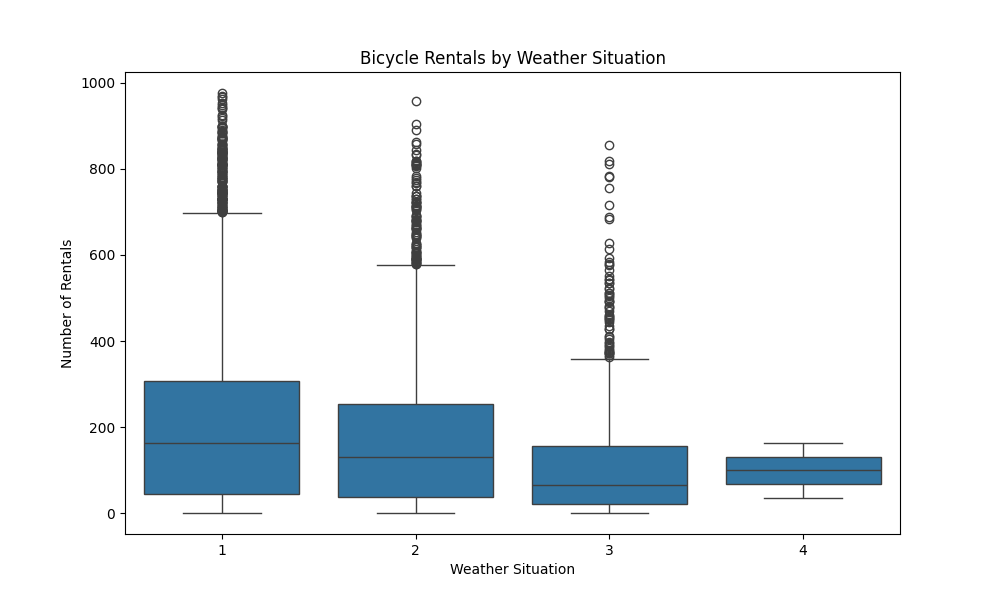 Bicycle Rentals by Weather Situation
1000
800
600
400
200
0
Number of Rentals
1 2 3 4
Weather Situation